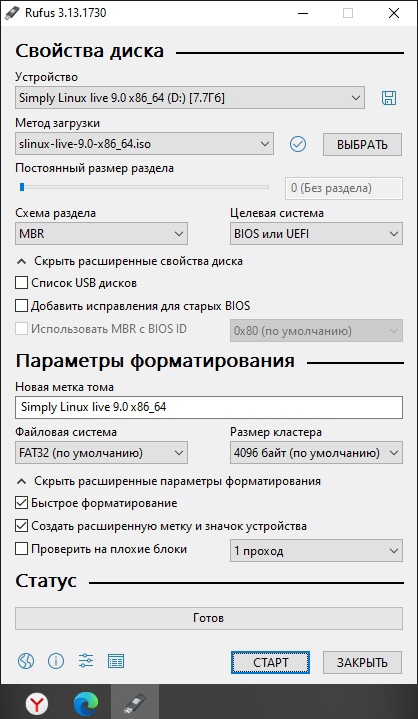 Rufus 3.13.1730
Свойства диска
Устройство
Simply Linux live 9.0 x86_64 (D:) [7.7Гб]
Метод загрузки
slinux-live-9.0-x86_64.iso
ВЫБРАТЬ
Постоянный размер раздела
0 (Без раздела)
Схема раздела Целевая система
MBR BIOS или UEFI
Скрыть расширенные свойства диска
Список USB дисков
Добавить исправления для старых BIOS
Использовать MBR с BIOS ID 0x80 (по умолчанию)
Параметры форматирования
Новая метка тома
Simply Linux live 9.0 x86_64
Файловая система Размер кластера
FAT32 (по умолчанию) 4096 байт (по умолчанию)
Скрыть расширенные параметры форматирования
Быстрое форматирование
Создать расширенную метку и значок устройства
Проверить на плохие блоки 1 проход
Статус
Готов
СТАРТ ЗАКРЫТЬ